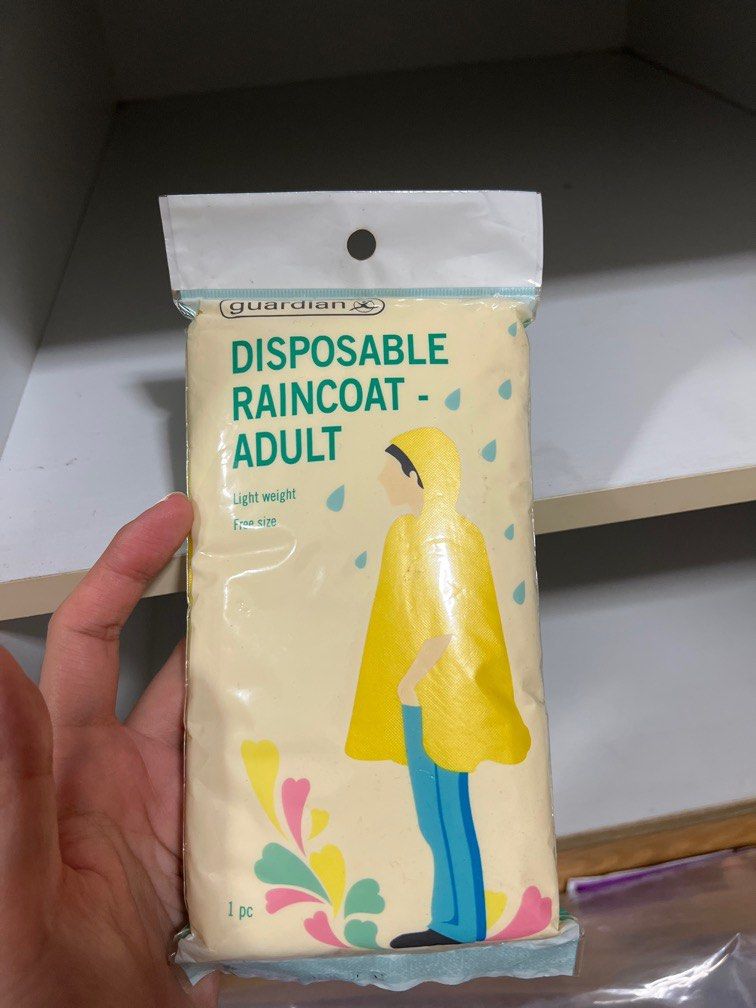 guardian
DISPOSABLE
RAINCOAT -
ADULT
Light weight
Free size
1 pc